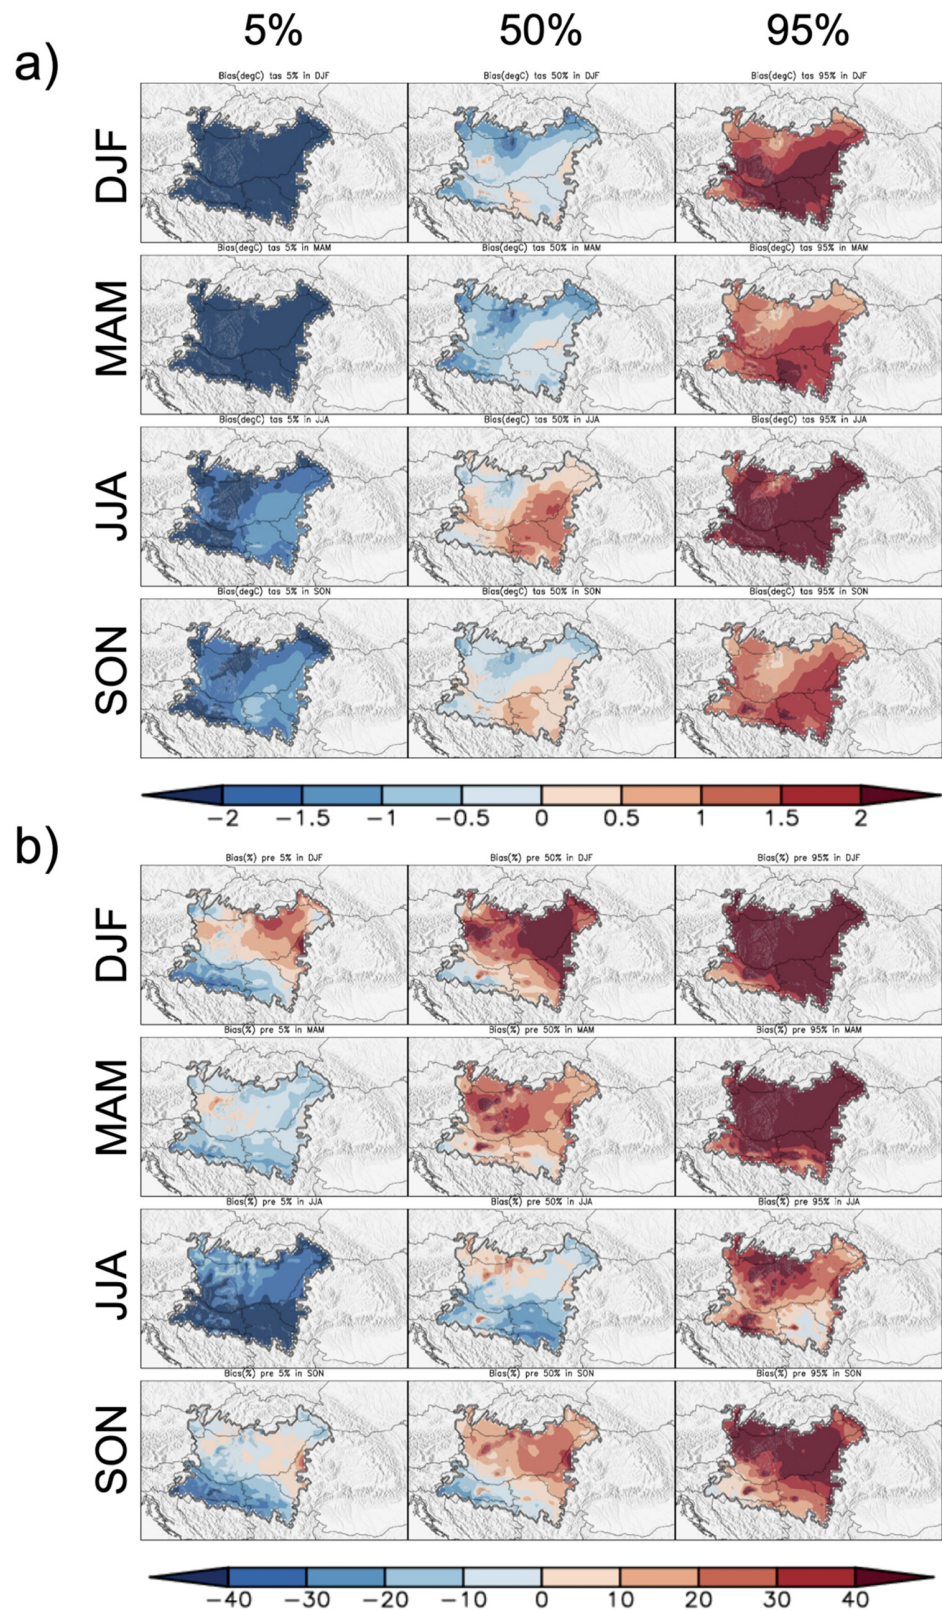 5% 50% 95%
a)
Bias(degC) tas 5% in DJF Bias(degC) tas 50% in DJF Bias(degC) tas 95% in DJF
DJF
Bias(degC) tas 5% in MAM Bias(degC) tas 50% in MAM Bias(degC) tas 95% in MAM
MAM
Bias(degC) tas 5% in JJA Bias(degC) tas 50% in JJA Bias(degC) tas 95% in JJA
JJA
Bias(degC) tas 5% in SON Bias(degC) tas 50% in SON Bias(degC) tas 95% in SON
SON
−2 −1.5 −1 −0.5 0 0.5 1 1.5 2
b)
Bias(%) pre 5% in DJF Bias(%) pre 50% in DJF Bias(%) pre 95% in DJF
DJF
Bias(%) pre 5% in MAM Bias(%) pre 50% in MAM Bias(%) pre 95% in MAM
MAM
Bias(%) pre 5% in JJA Bias(%) pre 50% in JJA Bias(%) pre 95% in JJA
JJA
Bias(%) pre 5% in SON Bias(%) pre 50% in SON Bias(%) pre 95% in SON
SON
−40 −30 −20 −10 0 10 20 30 40